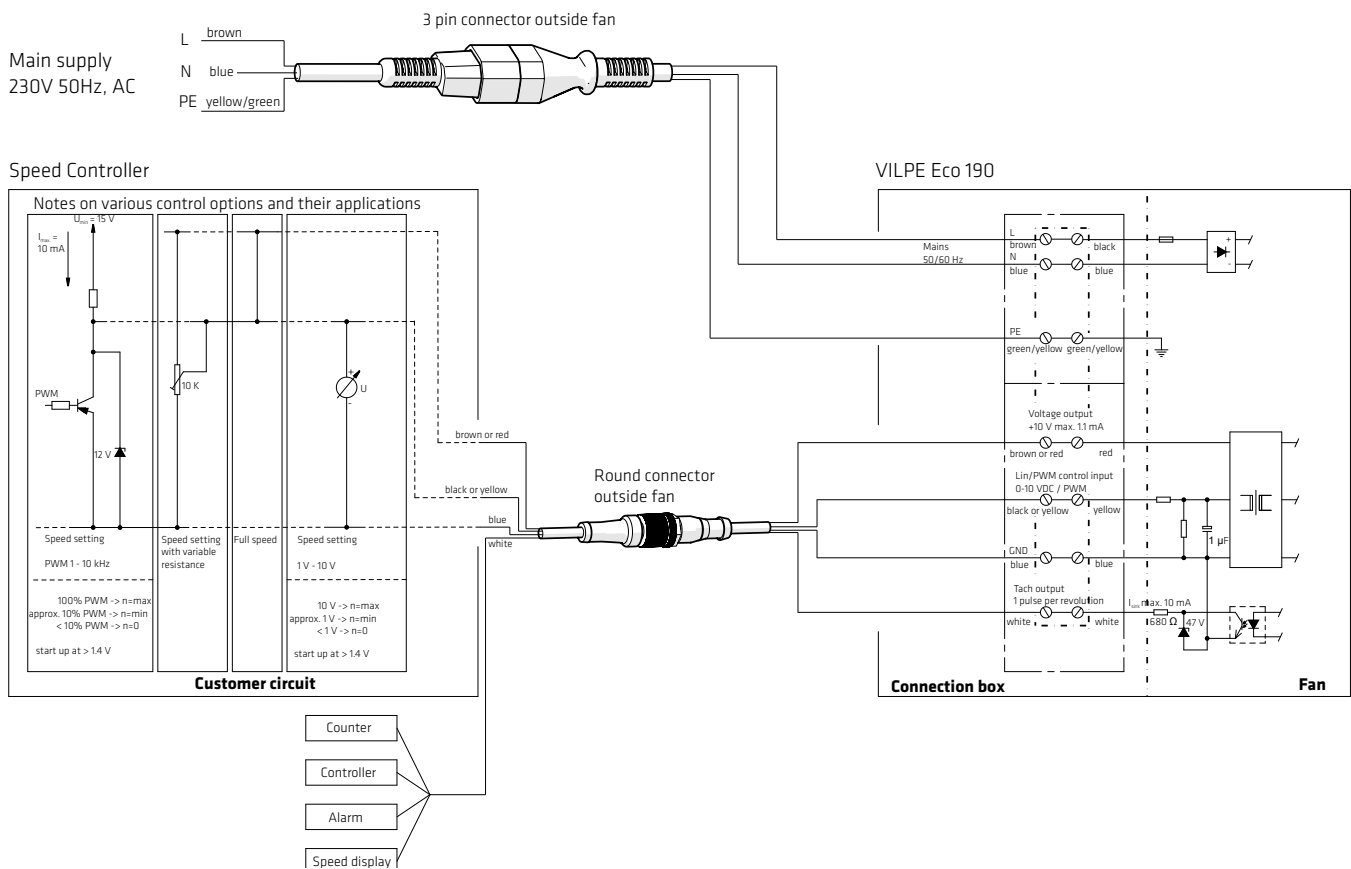 3 pin connector outside fan
Main supply
230V 50Hz, AC
L brown
N blue
PE yellow/green
Speed Controller
Notes on various control options and their applications
Umin = 15 V
Imax =
10 mA
PWM
12 V
10 K
+
U
-
Speed setting
PWM 1 - 10 kHz
100% PWM -> n=max
approx. 10% PWM -> n=min
< 10% PWM -> n=0
start up at > 1.4 V
Speed setting
with variable
resistance
Full speed
Speed setting
1 V - 10 V
10 V -> n=max
approx. 1 V -> n=min
< 1 V -> n=0
start up at > 1.4 V
Customer circuit
brown or red
black or yellow
blue
white
Round connector
outside fan
Counter
Controller
Alarm
Speed display
VILPE Eco 190
Mains
50/60 Hz
L
brown
black
N
blue
blue
+
-
PE
green/yellow
green/yellow
Voltage output
+10 V max. 1.1 mA
brown or red
red
Lin/PWM control input
0-10 VDC / PWM
black or yellow
yellow
1 µF
GND
blue
blue
Tach output
1 pulse per revolution
white
white
Isink max. 10 mA
680 Ω
47 V
Connection box
Fan